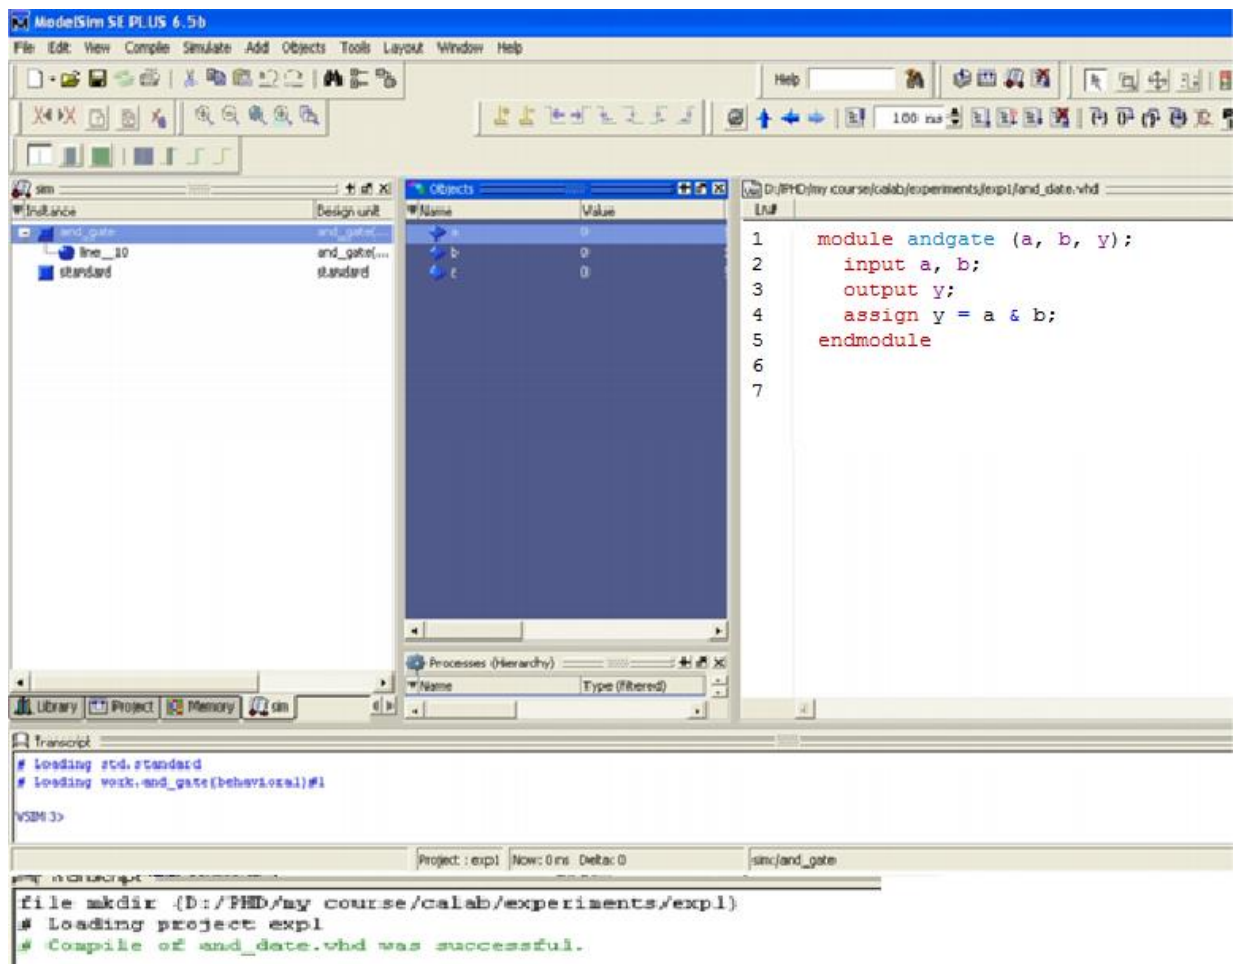 ModelSim SE PLUS 6.5b
File Edit View Compile Simulate Add Objects Tools Layout Window Help
Help
100 ns
sim
Objects
D:/PHD/my course/calab/experiments/exp1/and_date.vhd
Instance Design unit
Name Value
Ln#
and_gate and_gate(...
line__10 and_gate(...
standard standard
a 0
b 0
c 0
1 module andgate (a, b, y);
2 input a, b;
3 output y;
4 assign y = a & b;
5 endmodule
6
7
Processes (Hierarchy)
Name Type (filtered)
Library Project Memory sim
Transcript
# Loading std.standard
# Loading work.and_gate(behavioral)#1
VSIM 3>
Project : exp1 Now: 0 ns Delta: 0 sim:/and_gate
Transcript
file mkdir {D:/PHD/my course/calab/experiments/exp1}
# Loading project exp1
# Compile of and_date.vhd was successful.